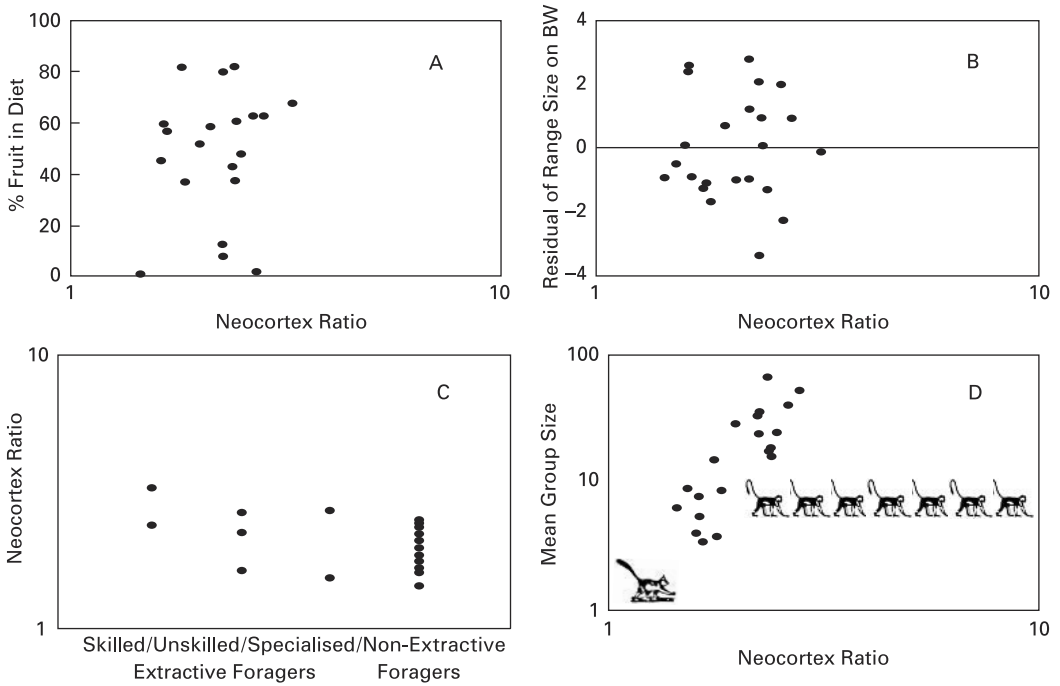 A
% Fruit in Diet
100
80
60
40
20
0
1
10
Neocortex Ratio
B
Residual of Range Size on BW
4
2
0
−2
−4
1
10
Neocortex Ratio
C
Neocortex Ratio
10
1
Skilled/Unskilled/Specialised/Non-Extractive
Extractive Foragers
Foragers
D
Mean Group Size
100
10
1
1
10
Neocortex Ratio